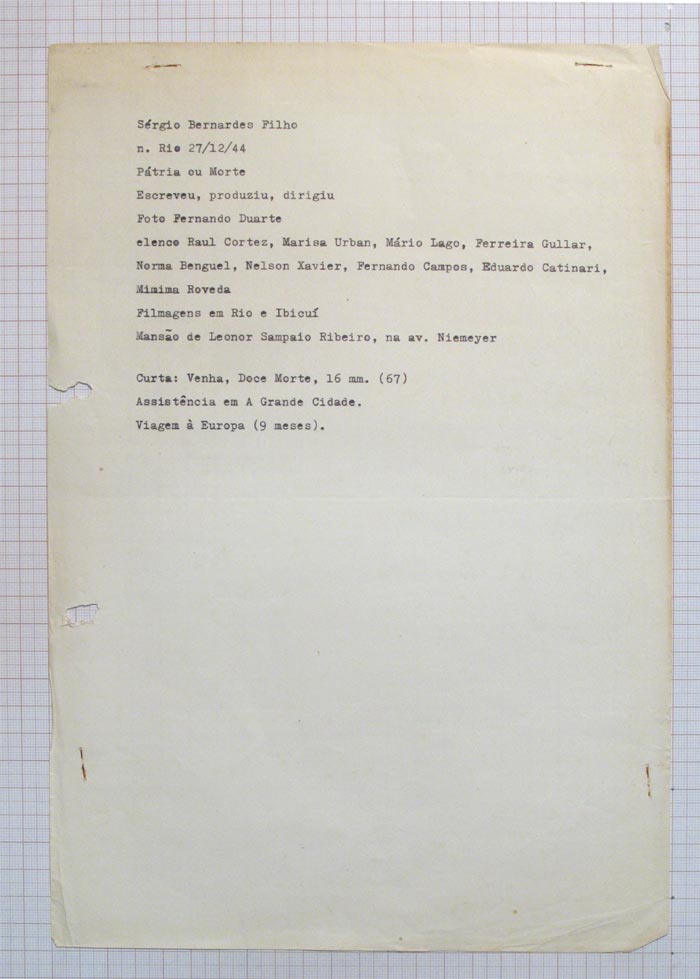 Sérgio Bernardes Filho
n. Rio 27/12/44
Pátria ou Morte
Escreveu, produziu, dirigiu
Foto Fernando Duarte
elenco Raul Cortez, Marisa Urban, Mário Lago, Ferreira Gullar,
Norma Benguel, Nelson Xavier, Fernando Campos, Eduardo Catinari,
Mimima Roveda
Filmagens em Rio e Ibicuí
Mansão de Leonor Sampaio Ribeiro, na av. Niemeyer
Curta: Venha, Doce Morte, 16 mm. (67)
Assistência em A Grande Cidade.
Viagem à Europa (9 meses).